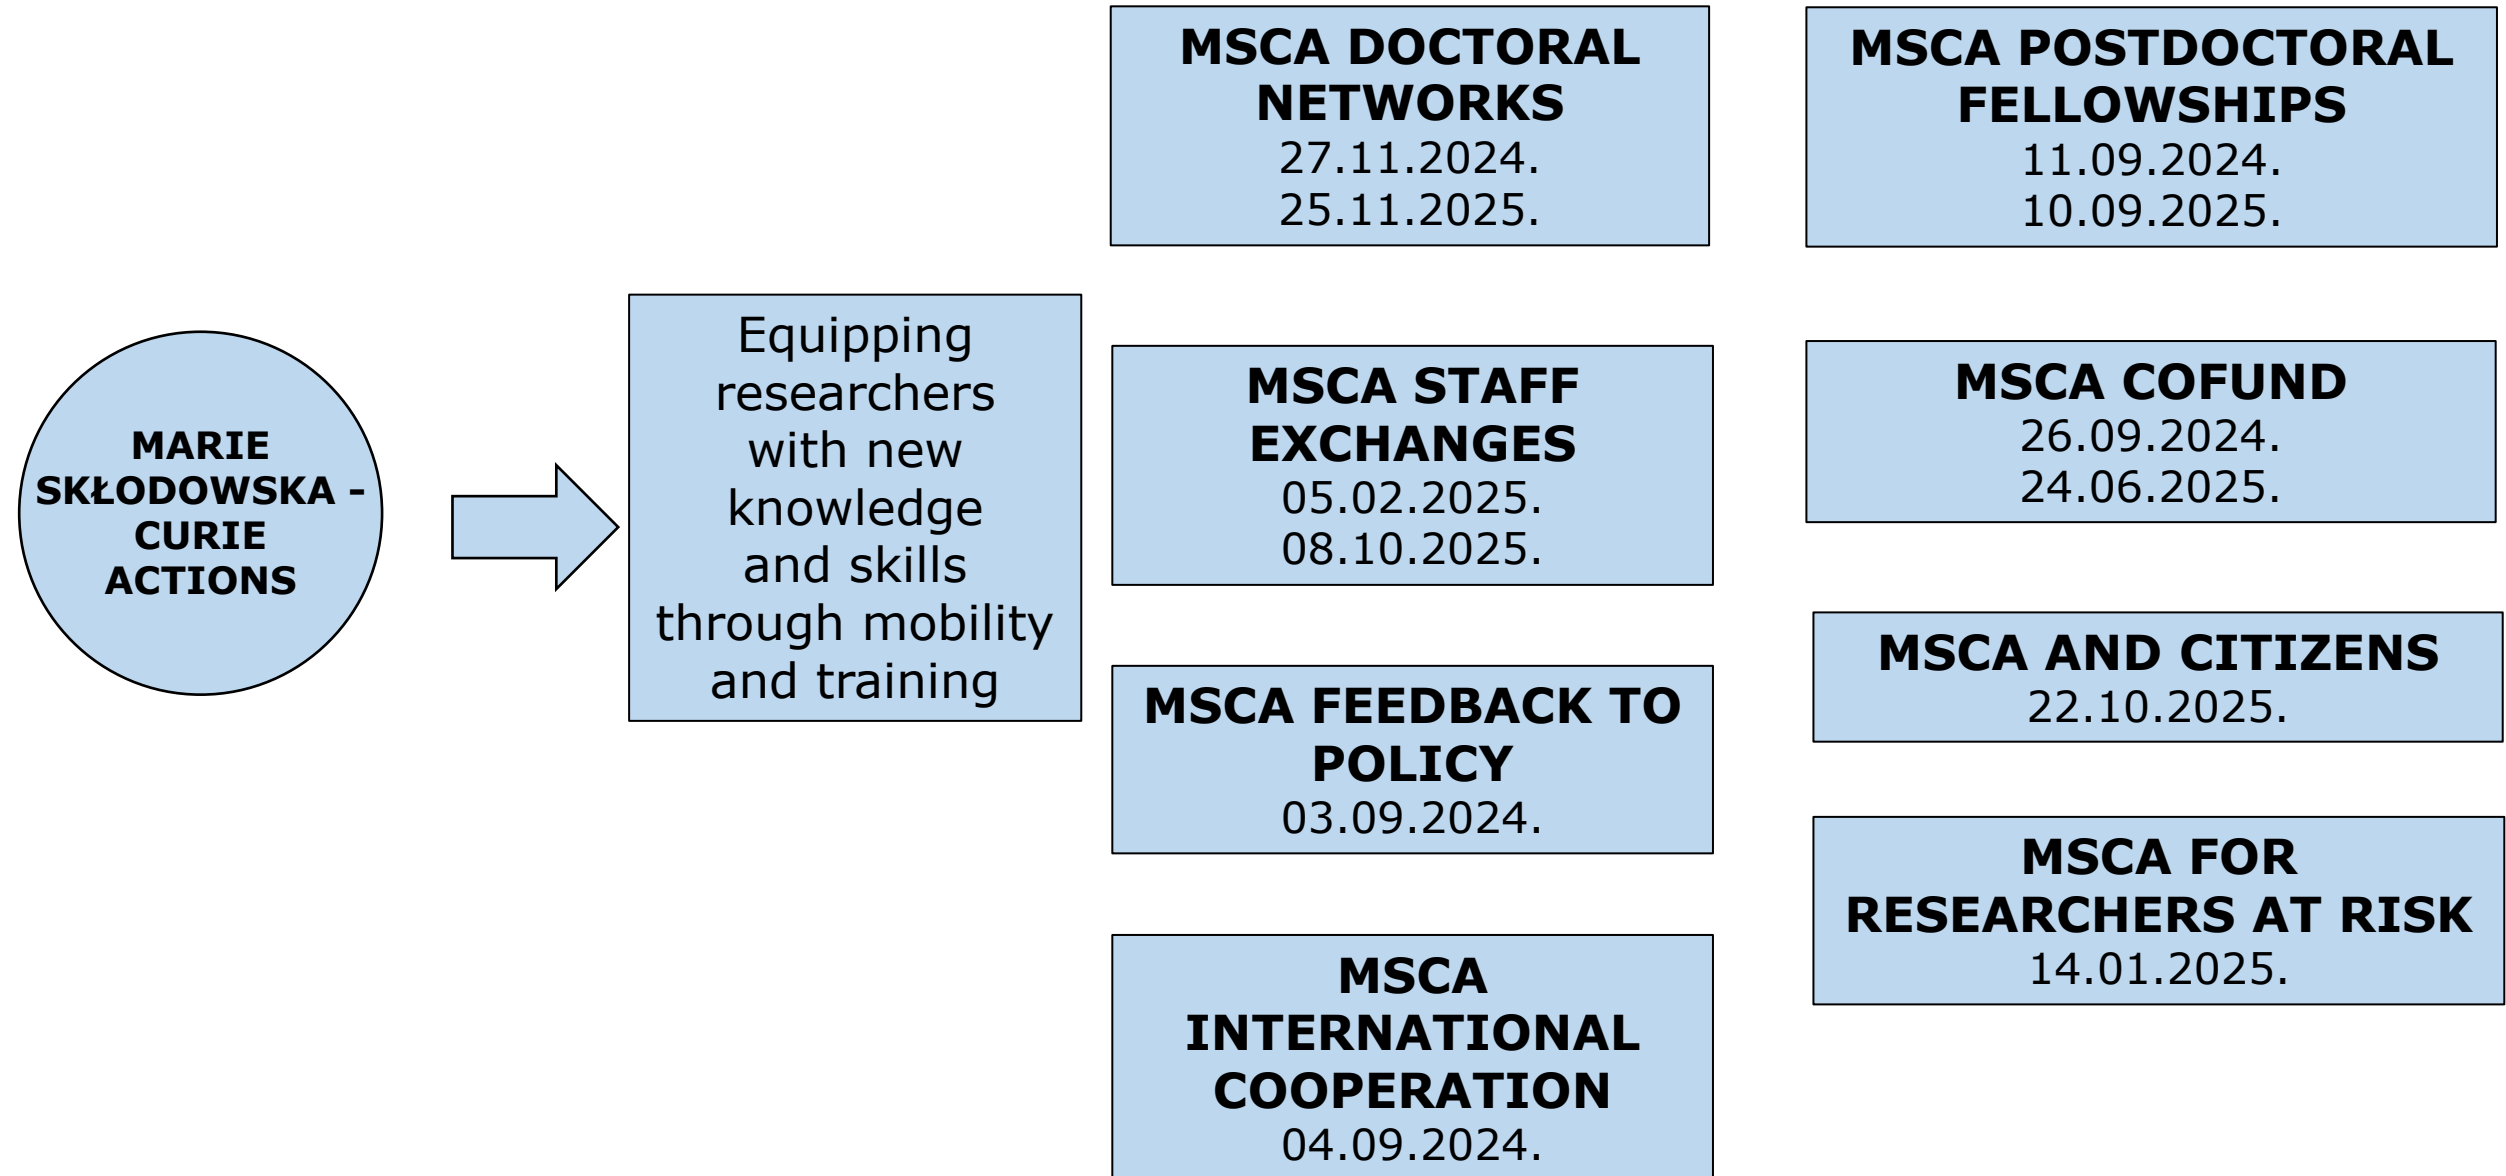 MARIE
SKŁODOWSKA -
CURIE
ACTIONS
Equipping
researchers
with new
knowledge
and skills
through mobility
and training
MSCA DOCTORAL
NETWORKS
27.11.2024.
25.11.2025.
MSCA POSTDOCTORAL
FELLOWSHIPS
11.09.2024.
10.09.2025.
MSCA STAFF
EXCHANGES
05.02.2025.
08.10.2025.
MSCA COFUND
26.09.2024.
24.06.2025.
MSCA FEEDBACK TO
POLICY
03.09.2024.
MSCA AND CITIZENS
22.10.2025.
MSCA
INTERNATIONAL
COOPERATION
04.09.2024.
MSCA FOR
RESEARCHERS AT RISK
14.01.2025.